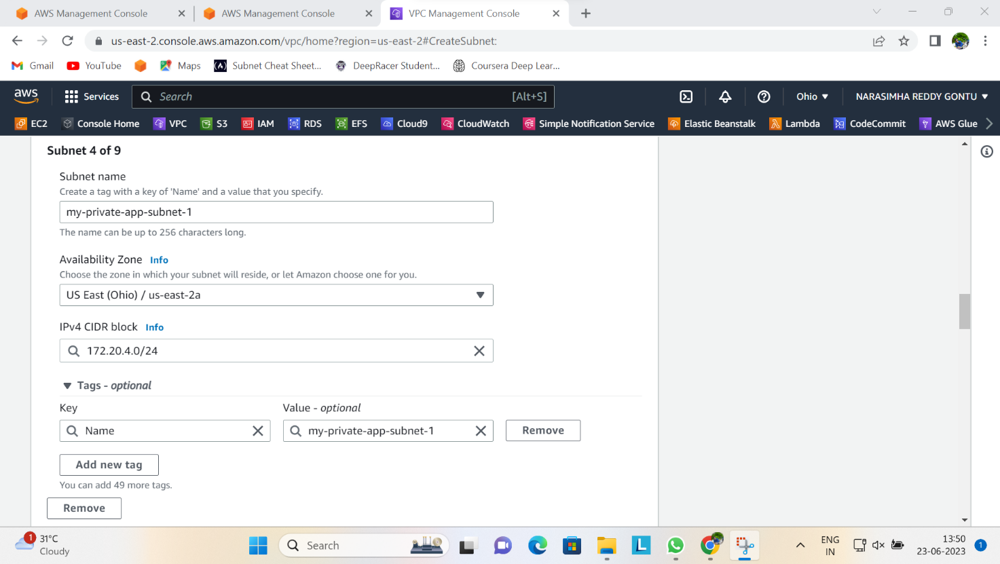 AWS Management Console
AWS Management Console
VPC Management Console
us-east-2.console.aws.amazon.com/vpc/home?region=us-east-2#CreateSubnet:
Gmail
YouTube
Maps
Subnet Cheat Sheet...
DeepRacer Student...
Coursera Deep Lear...
aws
Services
Search
[Alt+S]
Ohio
NARASIMHA REDDY GONTU
EC2
Console Home
VPC
S3
IAM
RDS
EFS
Cloud9
CloudWatch
Simple Notification Service
Elastic Beanstalk
Lambda
CodeCommit
AWS Glue
Subnet 4 of 9
Subnet name
Create a tag with a key of 'Name' and a value that you specify.
my-private-app-subnet-1
The name can be up to 256 characters long.
Availability Zone Info
Choose the zone in which your subnet will reside, or let Amazon choose one for you.
US East (Ohio) / us-east-2a
IPv4 CIDR block Info
172.20.4.0/24
Tags - optional
Key
Value - optional
Name
my-private-app-subnet-1
Remove
Add new tag
You can add 49 more tags.
Remove
1
31°C
Cloudy
Search
L
ENG
IN
13:50
23-06-2023
1